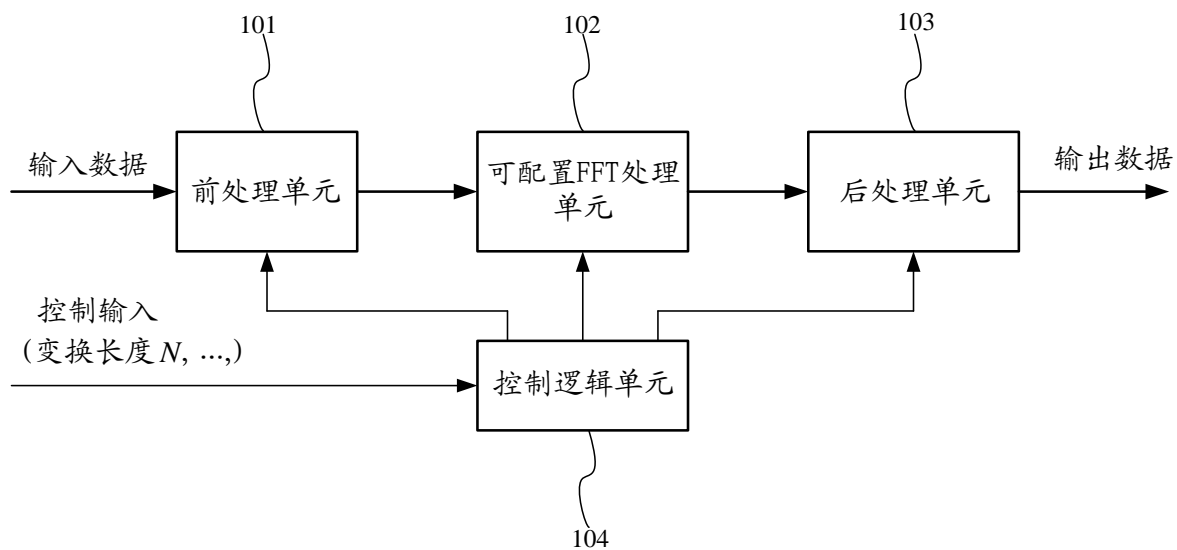 101
102
103
输入数据
前处理单元
可配置FFT处理
单元
后处理单元
输出数据
控制输入
(变换长度N, ...,)
控制逻辑单元
104